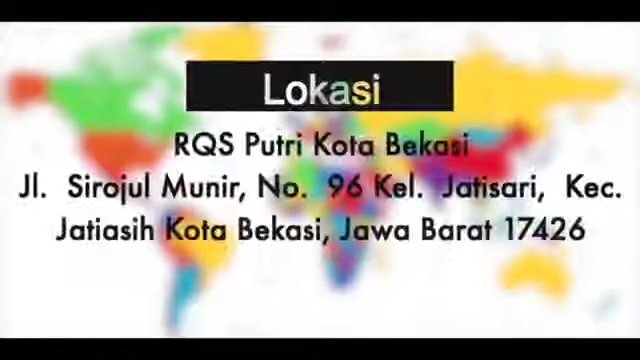 Lokasi
RQS Putri Kota Bekasi
Jl. Sirojul Munir, No. 96 Kel. Jatisari, Kec.
Jatiasih Kota Bekasi, Jawa Barat 17426